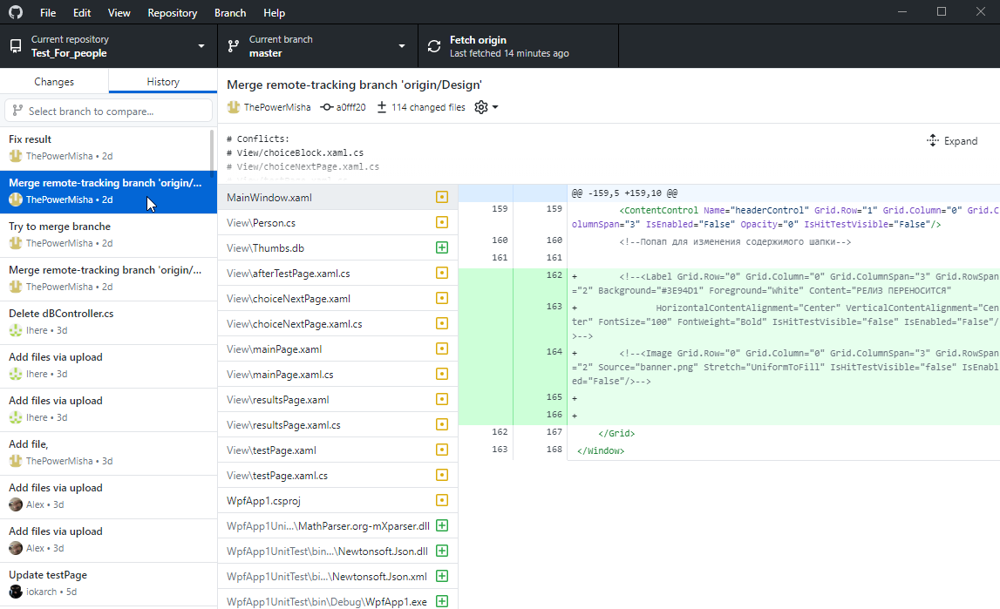 File Edit View Repository Branch Help
Current repository
Test_For_people
Current branch
master
Fetch origin
Last fetched 14 minutes ago
Changes
History
Select branch to compare...
Fix result
ThePowerMisha • 2d
Merge remote-tracking branch 'origin/...
ThePowerMisha • 2d
Try to merge branche
ThePowerMisha • 2d
Merge remote-tracking branch 'origin/...
ThePowerMisha • 2d
Delete dBController.cs
lhere • 3d
Add files via upload
lhere • 3d
Add files via upload
lhere • 3d
Add file,
ThePowerMisha • 3d
Add files via upload
Alex • 3d
Add files via upload
Alex • 3d
Update testPage
iokarch • 5d
Merge remote-tracking branch 'origin/Design'
ThePowerMisha a0fff20 114 changed files
# Conflicts:
# View/choiceBlock.xaml.cs
# View/choiceNextPage.xaml.cs
Expand
MainWindow.xaml
View\Person.cs
View\Thumbs.db
View\afterTestPage.xaml.cs
View\choiceNextPage.xaml
View\choiceNextPage.xaml.cs
View\mainPage.xaml
View\mainPage.xaml.cs
View\resultsPage.xaml
View\resultsPage.xaml.cs
View\testPage.xaml
View\testPage.xaml.cs
WpfApp1.csproj
WpfApp1Uni...\MathParser.org-mXparser.dll
WpfApp1UnitTest\bin...\Newtonsoft.Json.dll
WpfApp1UnitTest\bi...\Newtonsoft.Json.xml
WpfApp1UnitTest\bin\Debug\WpfApp1.exe
@@ -159,5 +159,10 @@
159 159 <ContentControl Name="headerControl" Grid.Row="1" Grid.Column="0" Grid.C
olumnSpan="3" IsEnabled="False" Opacity="0" IsHitTestVisible="False"/>
160 160 <!--Попап для изменения содержимого шапки-->
161 161
162 + <!--<Label Grid.Row="0" Grid.Column="0" Grid.ColumnSpan="3" Grid.RowSpan
="2" Background="#3E94D1" Foreground="White" Content="РЕЛИЗ ПЕРЕНОСИТСЯ"
163 + HorizontalContentAlignment="Center" VerticalContentAlignment="Cen
ter" FontSize="100" FontWeight="Bold" IsHitTestVisible="false" IsEnabled="False"/
>-->
164 + <!--<Image Grid.Row="0" Grid.Column="0" Grid.ColumnSpan="3" Grid.RowSpan
="2" Source="banner.png" Stretch="UniformToFill" IsHitTestVisible="false" IsEnabl
ed="False"/>-->
165 +
166 +
162 167 </Grid>
163 168 </Window>